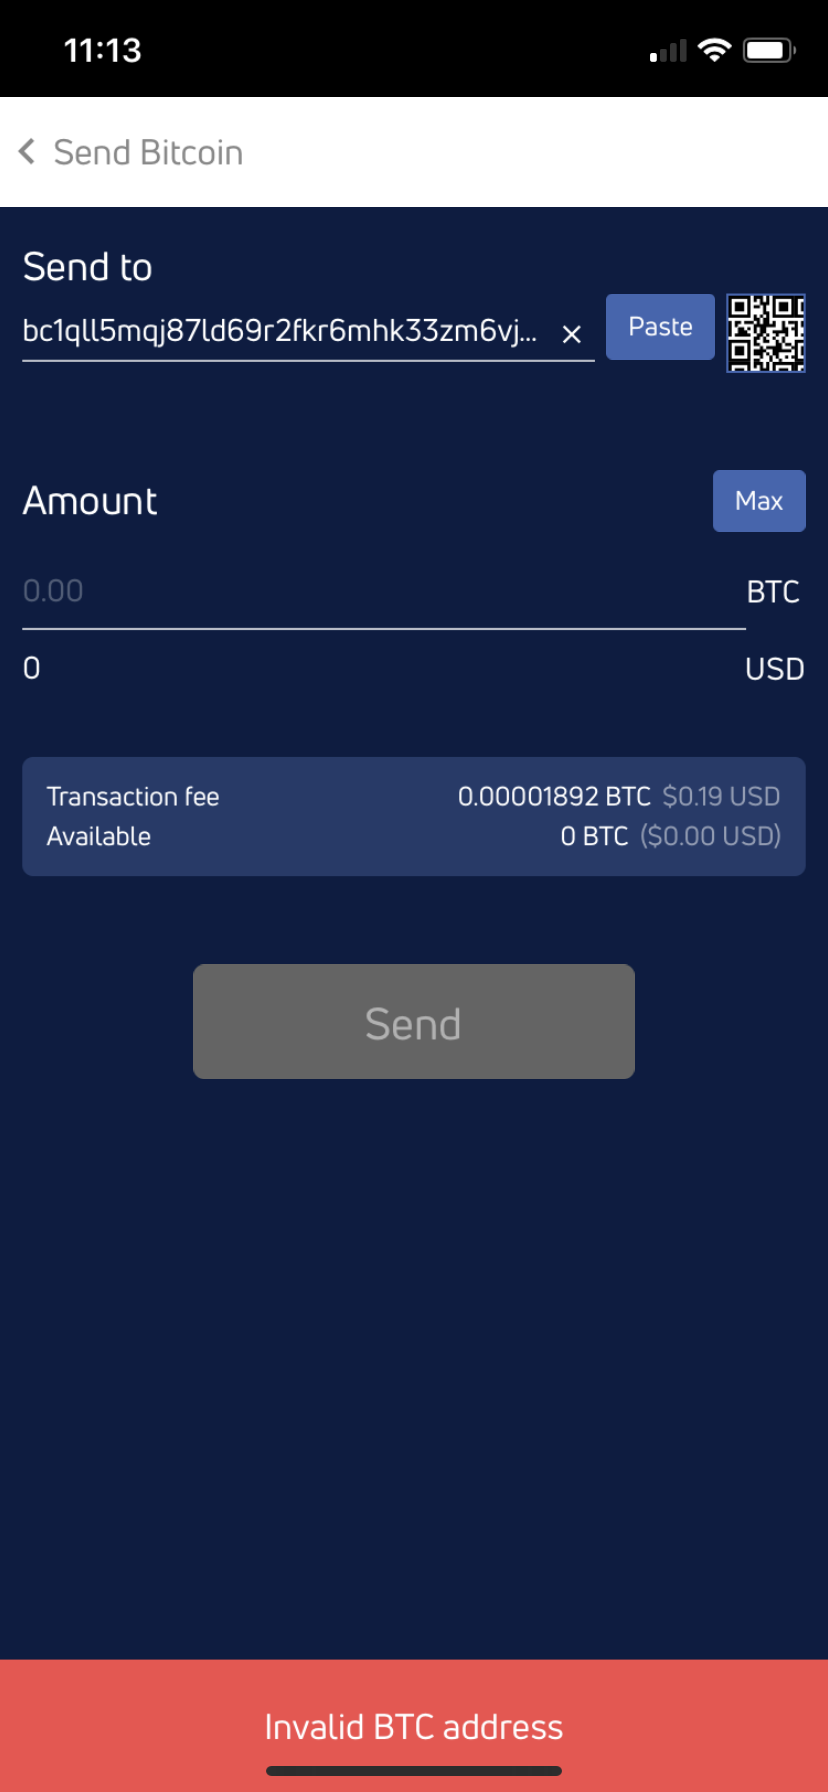 11:13
Send Bitcoin
Send to
bc1qll5mqj87ld69r2fkr6mhk33zm6vj...
Paste
Amount
Max
0.00 BTC
0 USD
Transaction fee 0.00001892 BTC $0.19 USD
Available 0 BTC ($0.00 USD)
Send
Invalid BTC address